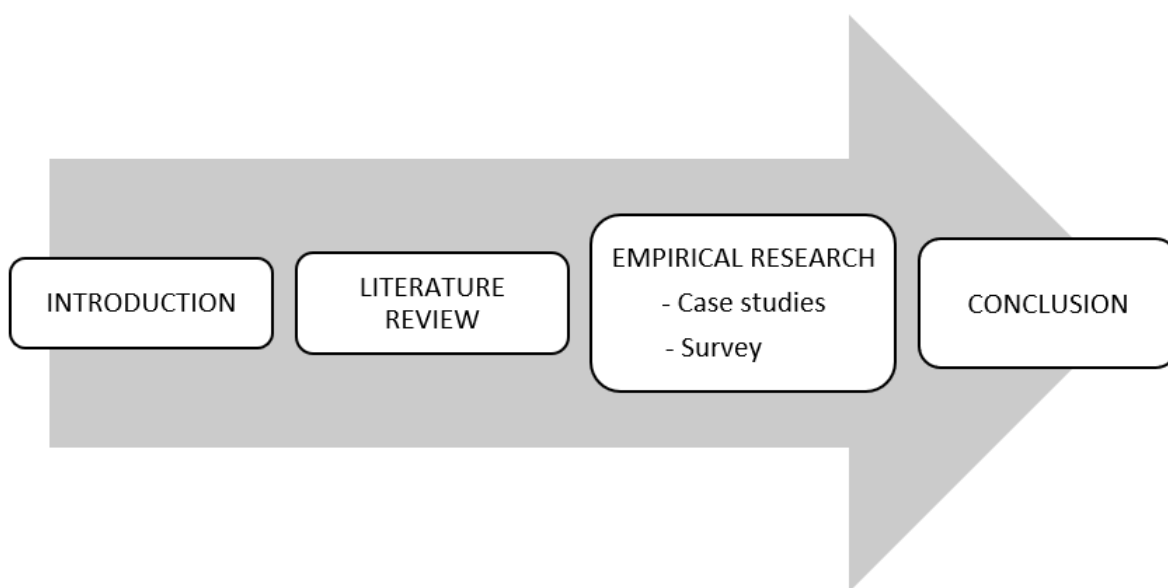 INTRODUCTION
LITERATURE
REVIEW
EMPIRICAL RESEARCH
- Case studies
- Survey
CONCLUSION